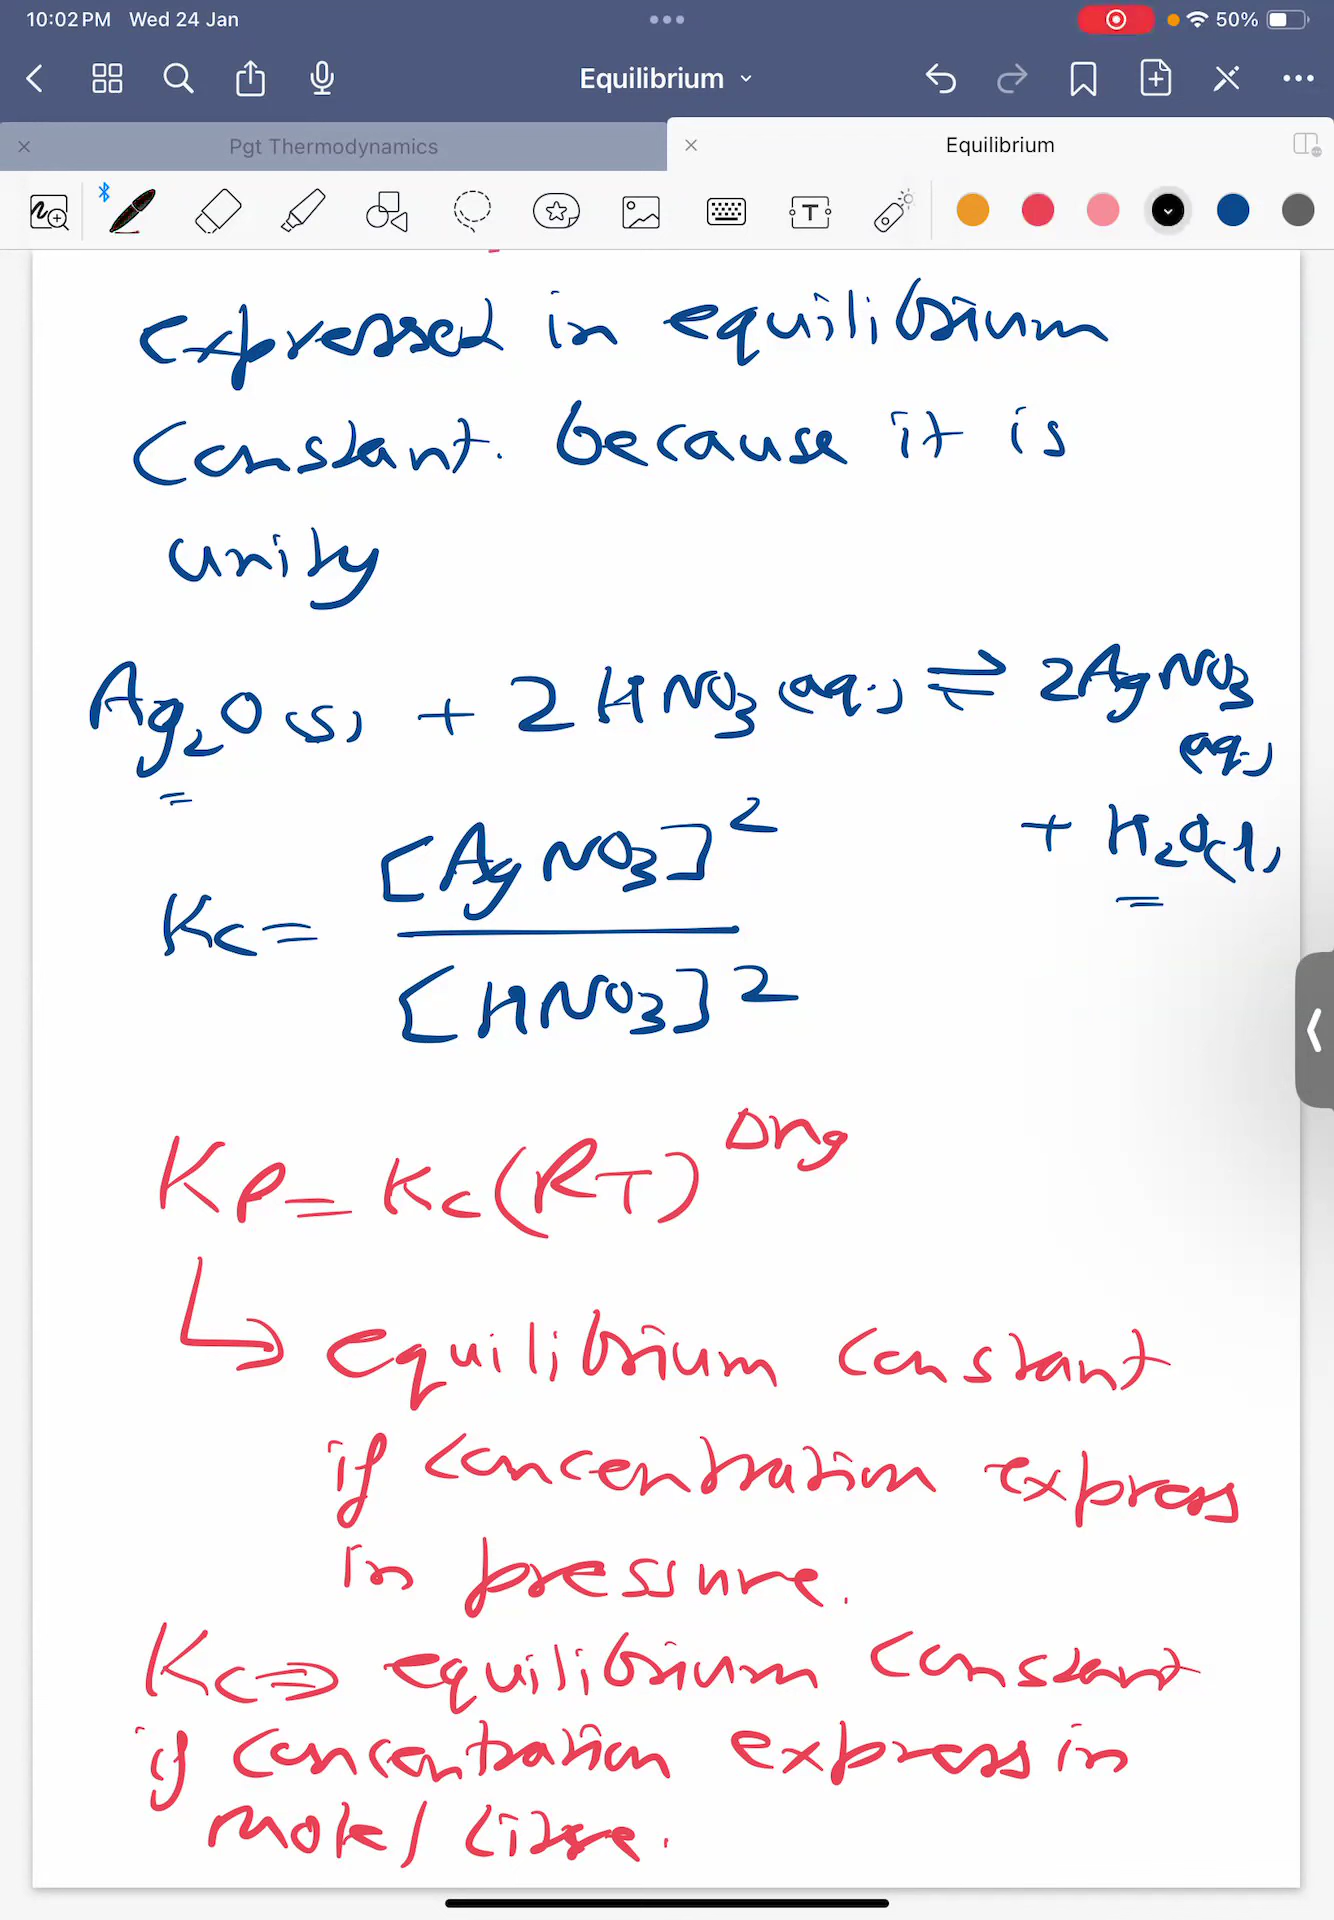 10:02 PM Wed 24 Jan
50%
Equilibrium
Pgt Thermodynamics
Equilibrium
expressed in equilibrium
constant. because it is
unity
Ag₂O(s) + 2HNO₃(aq.) ⇌ 2AgNO₃
(aq.)
+ H₂O(l)
Kc = [AgNO₃]² / [HNO₃]²
KP = Kc(RT)^Δng
↳ equilibrium constant
if concentration express
in pressure.
Kc ⇒ equilibrium constant
if concentration express in
mole/litre.